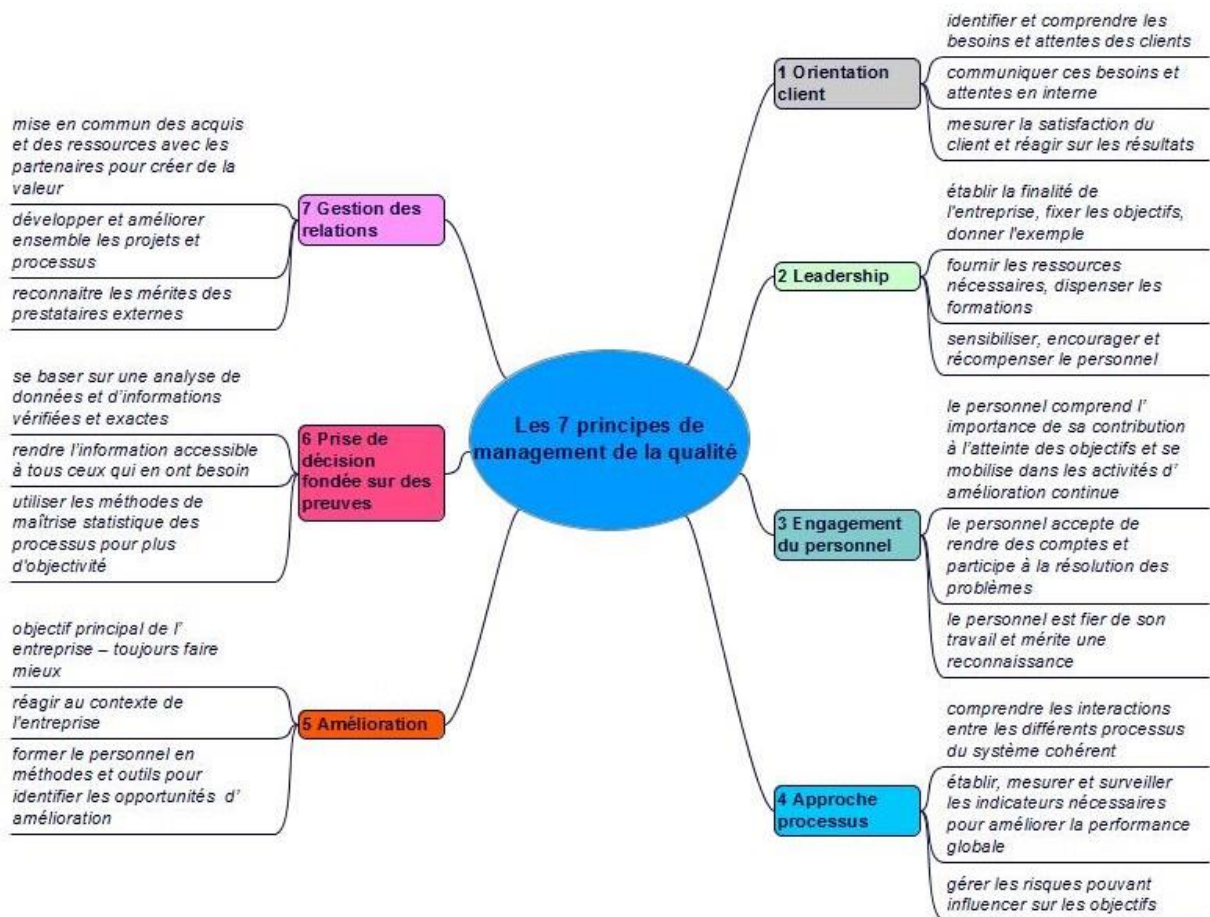 Les 7 principes de
management de la qualité
1 Orientation
client
identifier et comprendre les
besoins et attentes des clients
communiquer ces besoins et
attentes en interne
mesurer la satisfaction du
client et réagir sur les résultats
2 Leadership
établir la finalité de
l'entreprise, fixer les objectifs,
donner l'exemple
fournir les ressources
nécessaires, dispenser les
formations
sensibiliser, encourager et
récompenser le personnel
3 Engagement
du personnel
le personnel comprend l’
importance de sa contribution
à l’atteinte des objectifs et se
mobilise dans les activités d’
amélioration continue
le personnel accepte de
rendre des comptes et
participe à la résolution des
problèmes
le personnel est fier de son
travail et mérite une
reconnaissance
4 Approche
processus
comprendre les interactions
entre les différents processus
du système cohérent
établir, mesurer et surveiller
les indicateurs nécessaires
pour améliorer la performance
globale
gérer les risques pouvant
influencer sur les objectifs
5 Amélioration
objectif principal de l’
entreprise – toujours faire
mieux
réagir au contexte de
l'entreprise
former le personnel en
méthodes et outils pour
identifier les opportunités d’
amélioration
6 Prise de
décision
fondée sur des
preuves
se baser sur une analyse de
données et d’informations
vérifiées et exactes
rendre l’information accessible
à tous ceux qui en ont besoin
utiliser les méthodes de
maîtrise statistique des
processus pour plus
d'objectivité
7 Gestion des
relations
mise en commun des acquis
et des ressources avec les
partenaires pour créer de la
valeur
développer et améliorer
ensemble les projets et
processus
reconnaitre les mérites des
prestataires externes